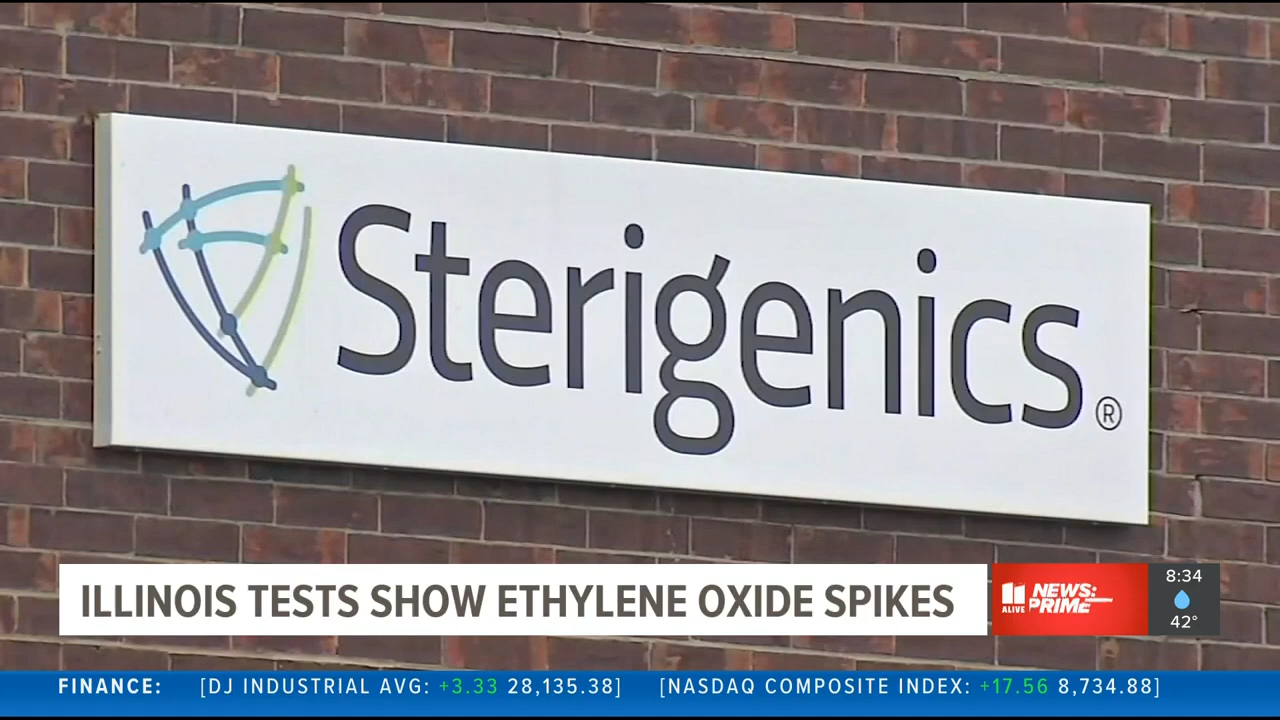 Sterigenics®
ILLINOIS TESTS SHOW ETHYLENE OXIDE SPIKES
11 ALIVE NEWS: PRIME
8:34
42°
FINANCE: [DJ INDUSTRIAL AVG: +3.33 28,135.38] [NASDAQ COMPOSITE INDEX: +17.56 8,734.88]